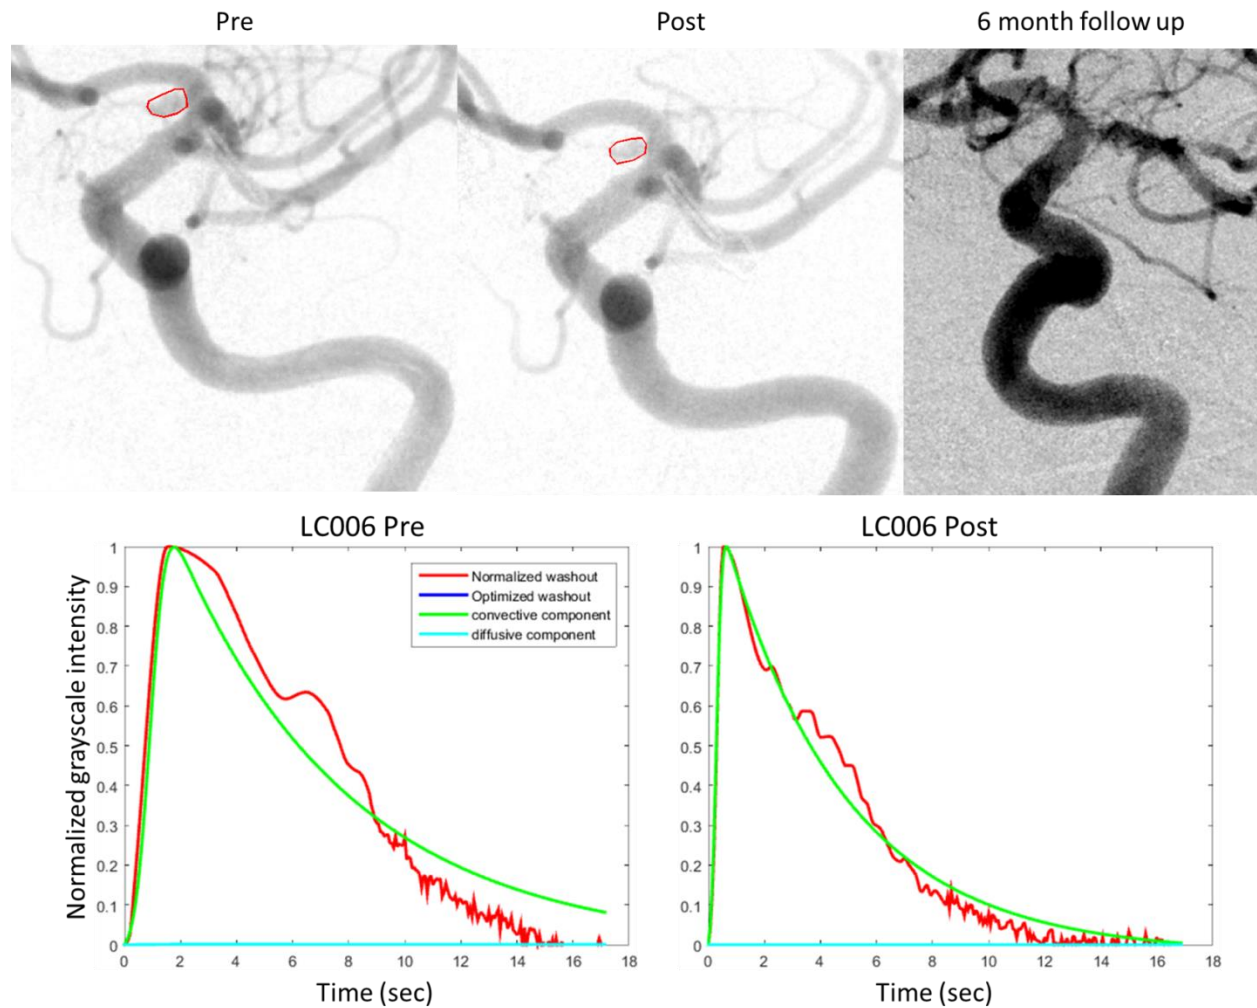 Pre Post 6 month follow up
LC006 Pre LC006 Post
Normalized grayscale intensity
1
0.9
0.8
0.7
0.6
0.5
0.4
0.3
0.2
0.1
0
Normalized washout
Optimized washout
convective component
diffusive component
0 2 4 6 8 10 12 14 16 18
Time (sec)
1
0.9
0.8
0.7
0.6
0.5
0.4
0.3
0.2
0.1
0
0 2 4 6 8 10 12 14 16 18
Time (sec)